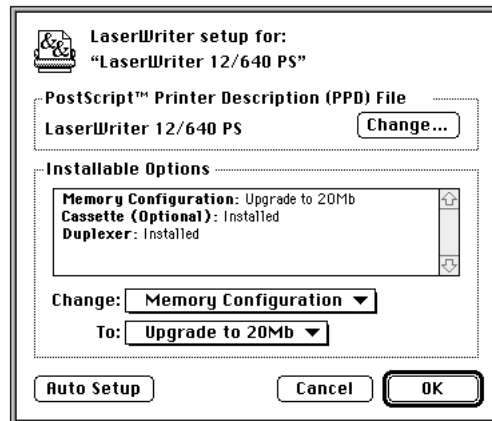 LaserWriter setup for:
“LaserWriter 12/640 PS”
PostScript™ Printer Description (PPD) File
LaserWriter 12/640 PS
Change...
Installable Options
Memory Configuration: Upgrade to 20Mb
Cassette (Optional): Installed
Duplexer: Installed
Change: Memory Configuration
To: Upgrade to 20Mb
Auto Setup Cancel OK